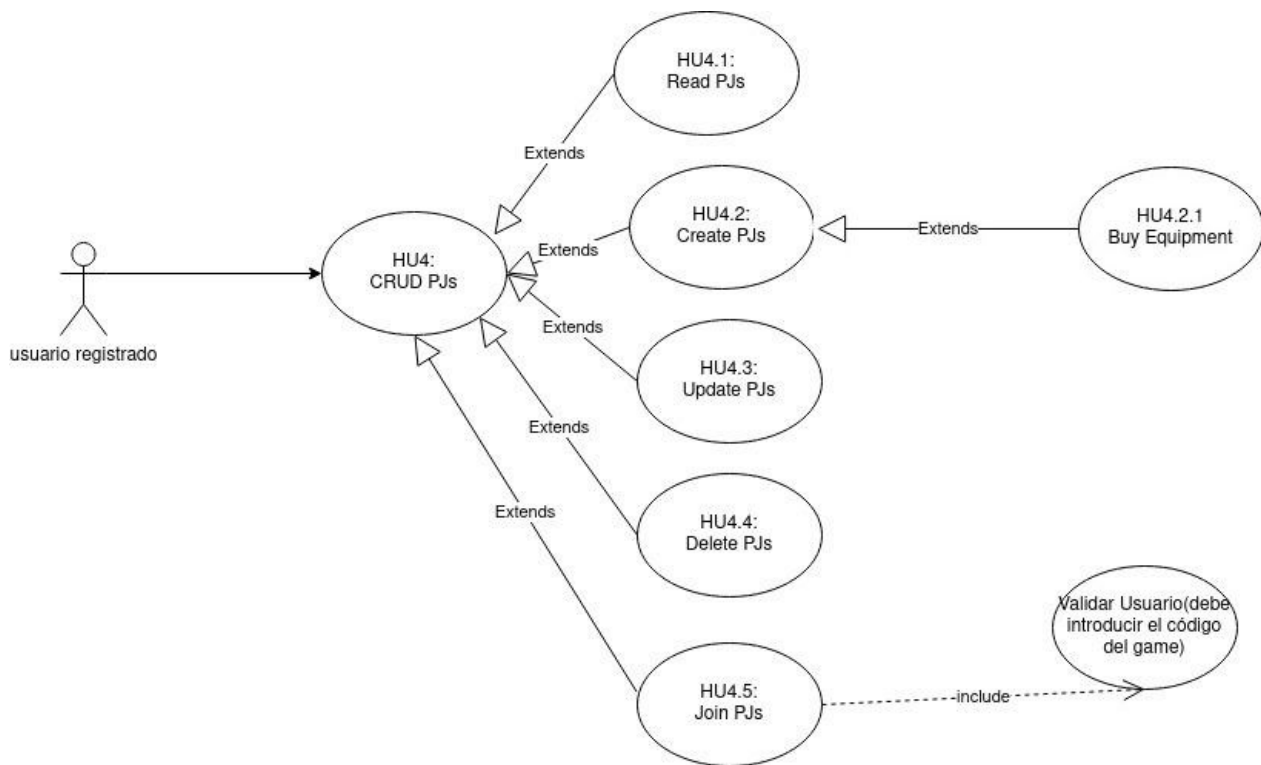 HU4.1:
Read PJs
Extends
HU4.2:
Create PJs
Extends
HU4.2.1
Buy Equipment
Extends
HU4:
CRUD PJs
usuario registrado
Extends
HU4.3:
Update PJs
Extends
HU4.4:
Delete PJs
Extends
Validar Usuario(debe
introducir el código
del game)
HU4.5:
Join PJs
include